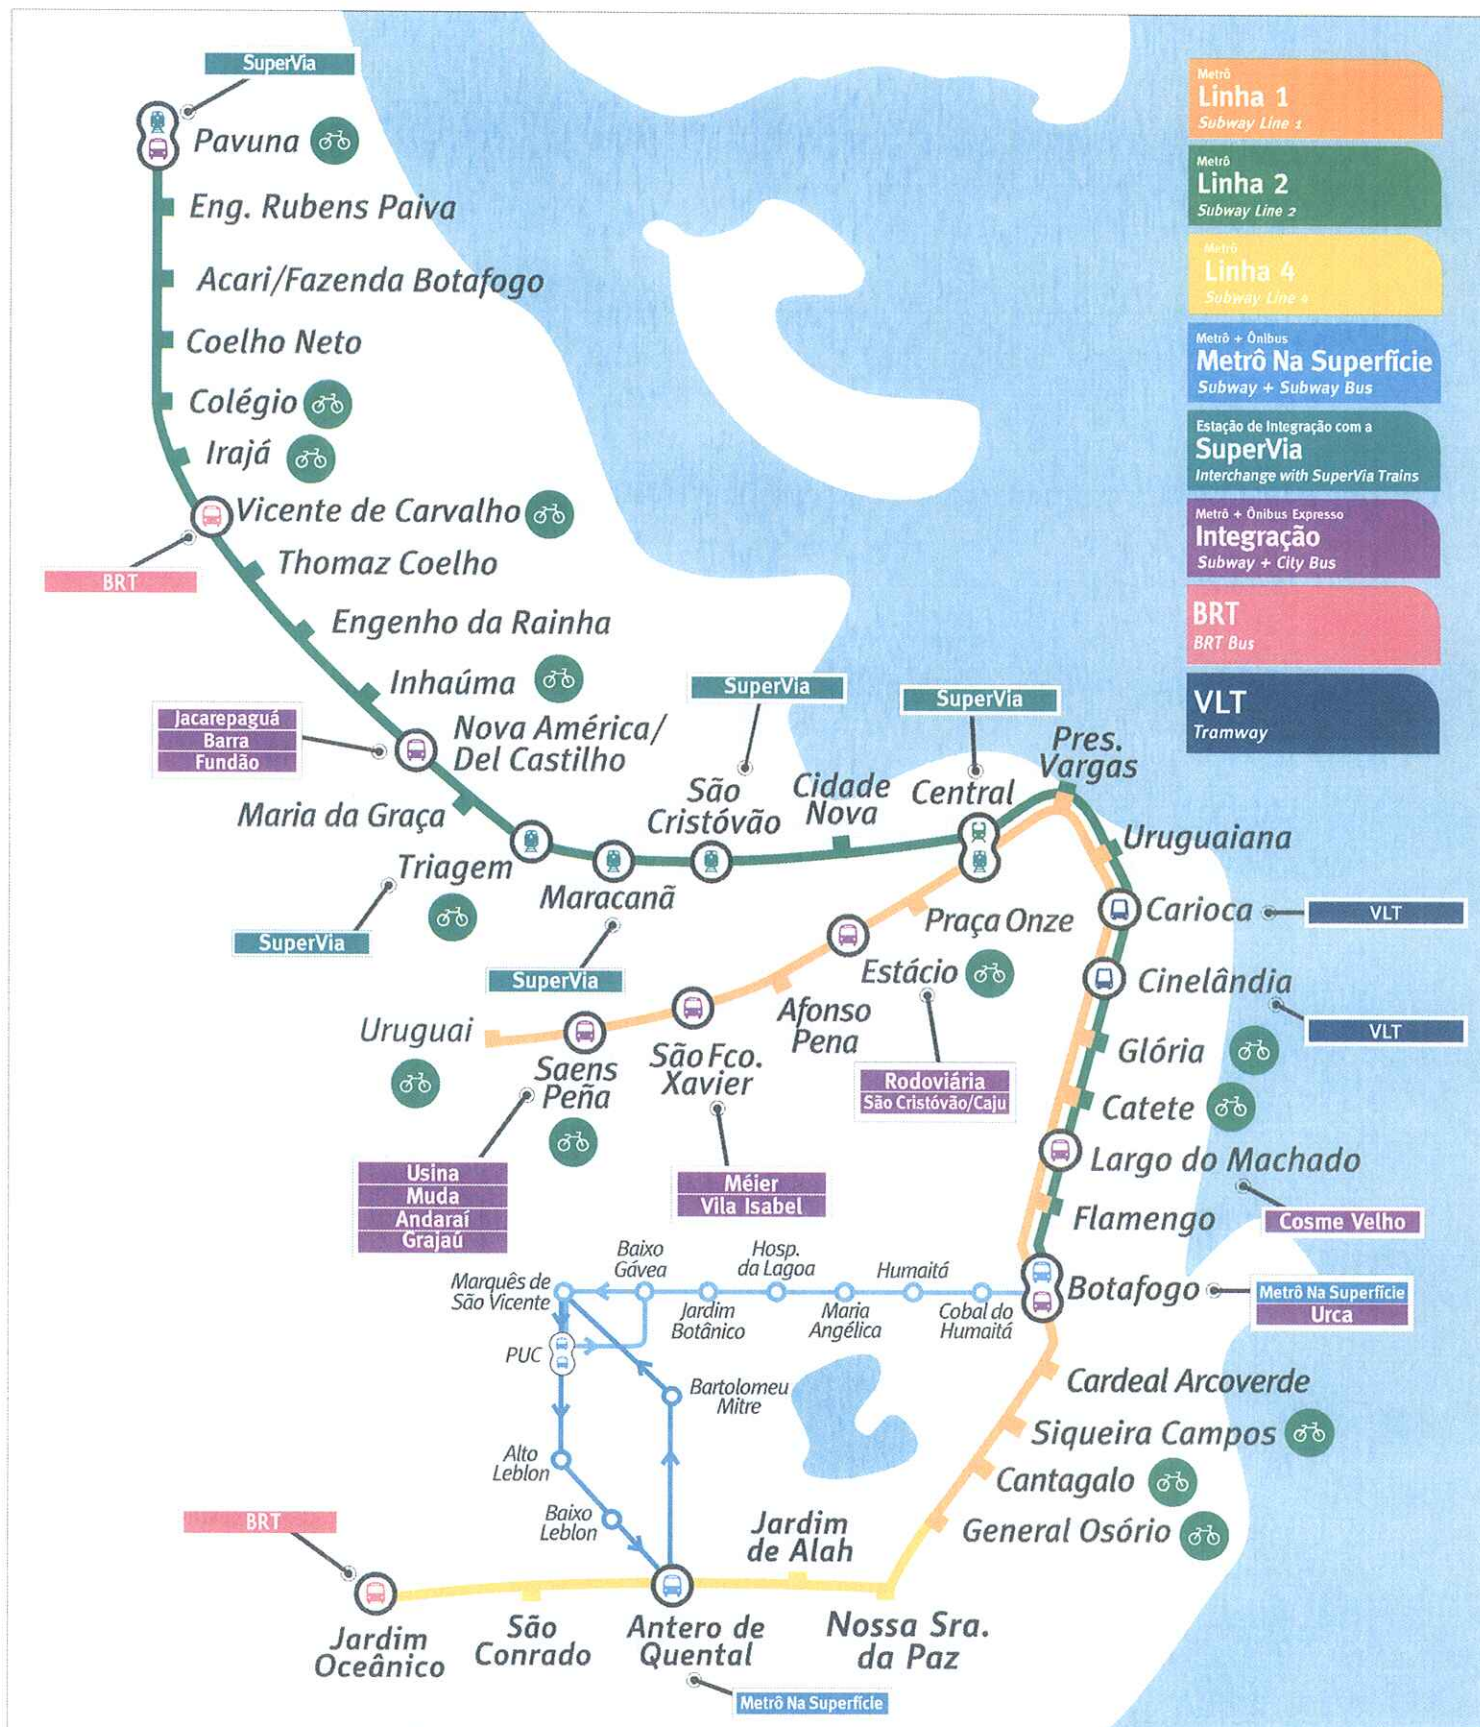 SuperVia
Pavuna
Eng. Rubens Paiva
Acari/Fazenda Botafogo
Coelho Neto
Colégio
Irajá
Vicente de Carvalho
BRT
Thomaz Coelho
Engenho da Rainha
Inhaúma
Jacarepaguá
Barra
Fundão
Nova América/
Del Castilho
Maria da Graça
Triagem
SuperVia
Maracanã
SuperVia
SuperVia
São
Cristóvão
Cidade
Nova
SuperVia
Central
Pres.
Vargas
Uruguaiana
Carioca
VLT
Cinelândia
VLT
Glória
Catete
Largo do Machado
Cosme Velho
Flamengo
Botafogo
Metrô Na Superfície
Urca
Praça Onze
Estácio
Rodoviária
São Cristóvão/Caju
Afonso
Pena
São Fco.
Xavier
Méier
Vila Isabel
Saens
Peña
Usina
Muda
Andaraí
Grajaú
Uruguai
Marquês de
São Vicente
Baixo
Gávea
Jardim
Botânico
Hosp.
da Lagoa
Maria
Angélica
Humaitá
Cobal do
Humaitá
PUC
Bartolomeu
Mitre
Alto
Leblon
Baixo
Leblon
Cardeal Arcoverde
Siqueira Campos
Cantagalo
General Osório
BRT
Jardim
Oceânico
São
Conrado
Antero de
Quental
Metrô Na Superfície
Jardim
de Alah
Nossa Sra.
da Paz
Metrô
Linha 1
Subway Line 1
Metrô
Linha 2
Subway Line 2
Metrô
Linha 4
Subway Line 4
Metrô + Ônibus
Metrô Na Superfície
Subway + Subway Bus
Estação de Integração com a
SuperVia
Interchange with SuperVia Trains
Metrô + Ônibus Expresso
Integração
Subway + City Bus
BRT
BRT Bus
VLT
Tramway